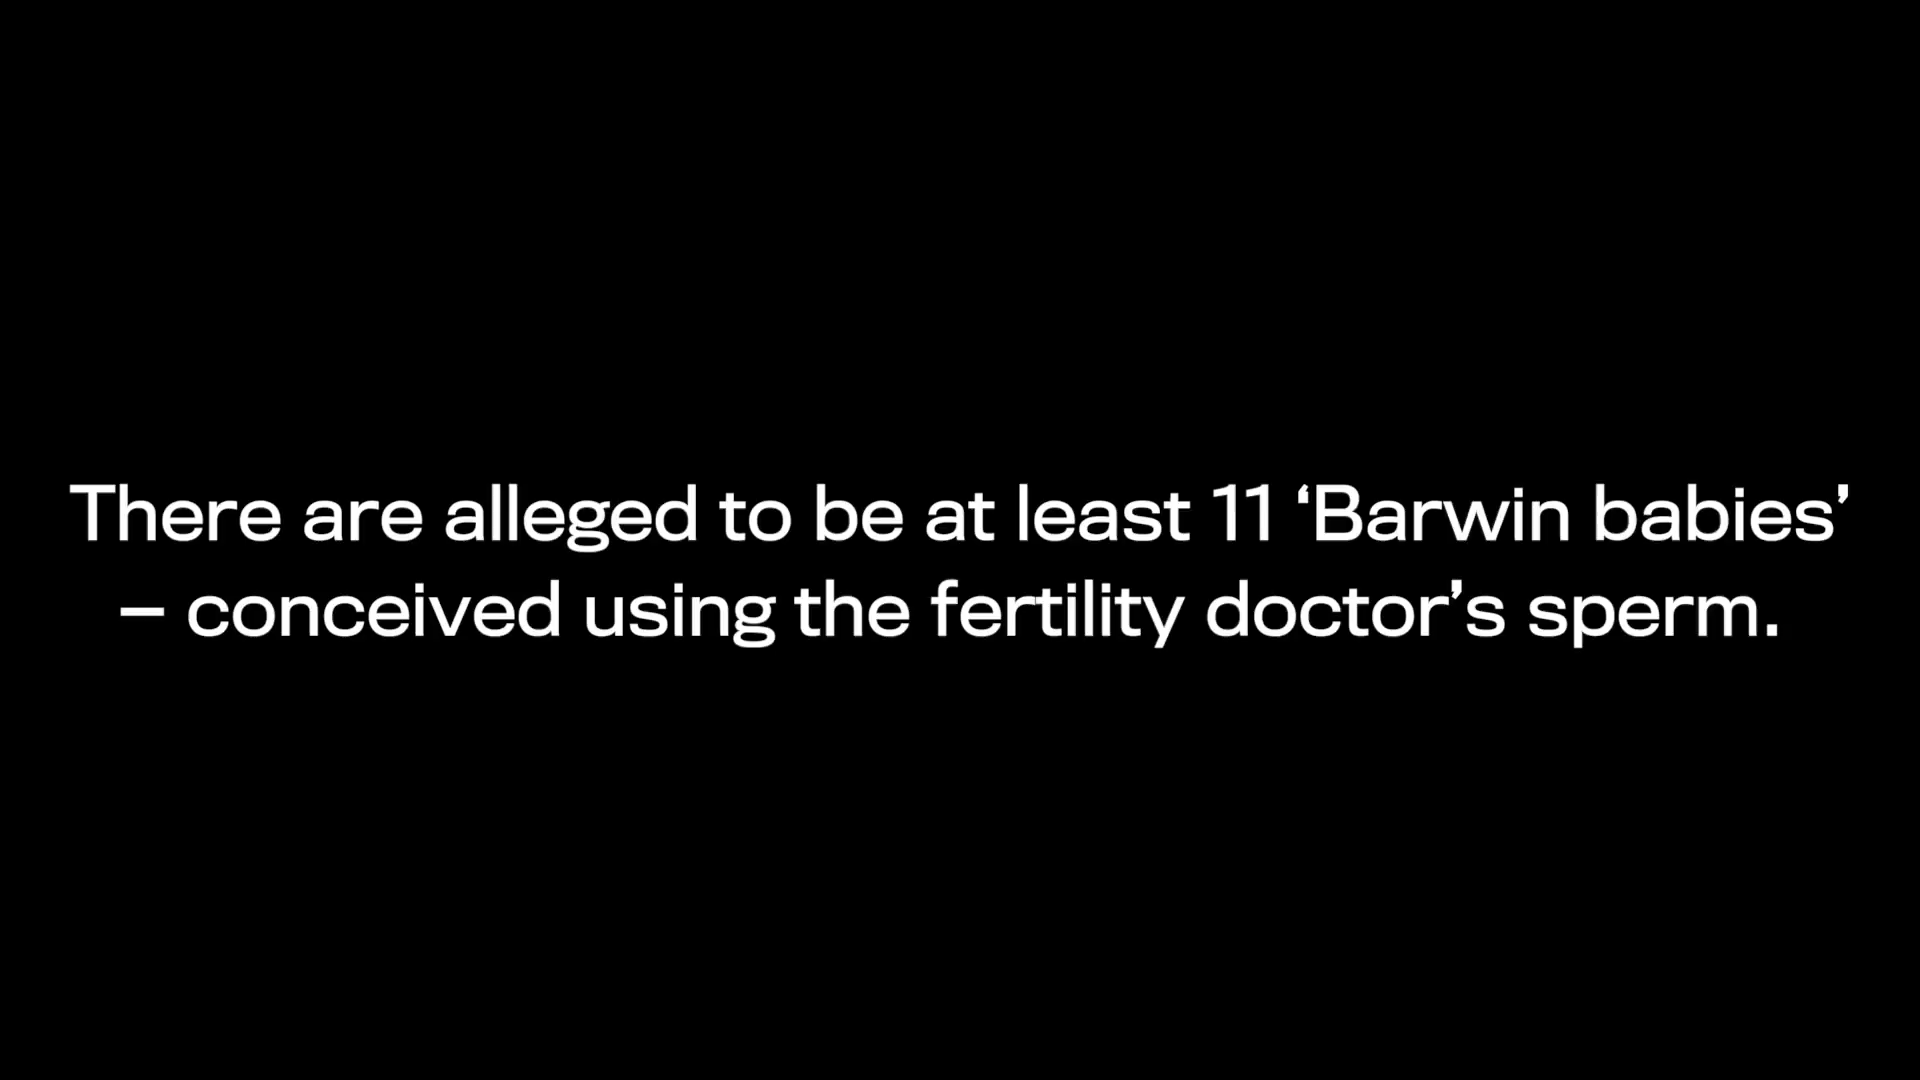 There are alleged to be at least 11 ‘Barwin babies’
– conceived using the fertility doctor’s sperm.